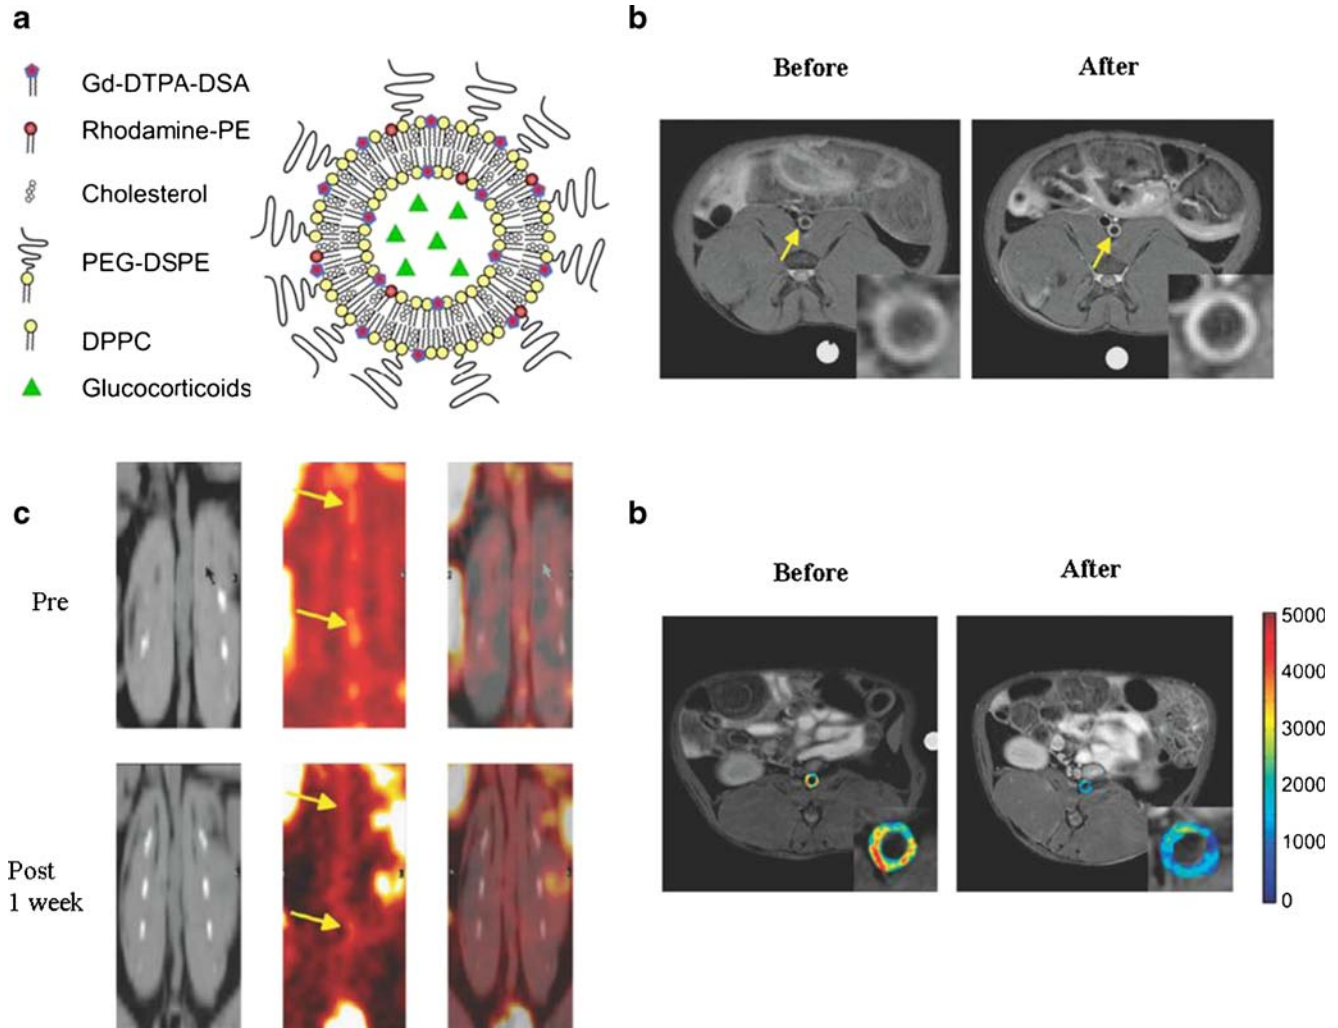 a
Gd-DTPA-DSA
Rhodamine-PE
Cholesterol
PEG-DSPE
DPPC
Glucocorticoids
b
Before
After
c
Pre
Post
1 week
b
Before
After
5000
4000
3000
2000
1000
0